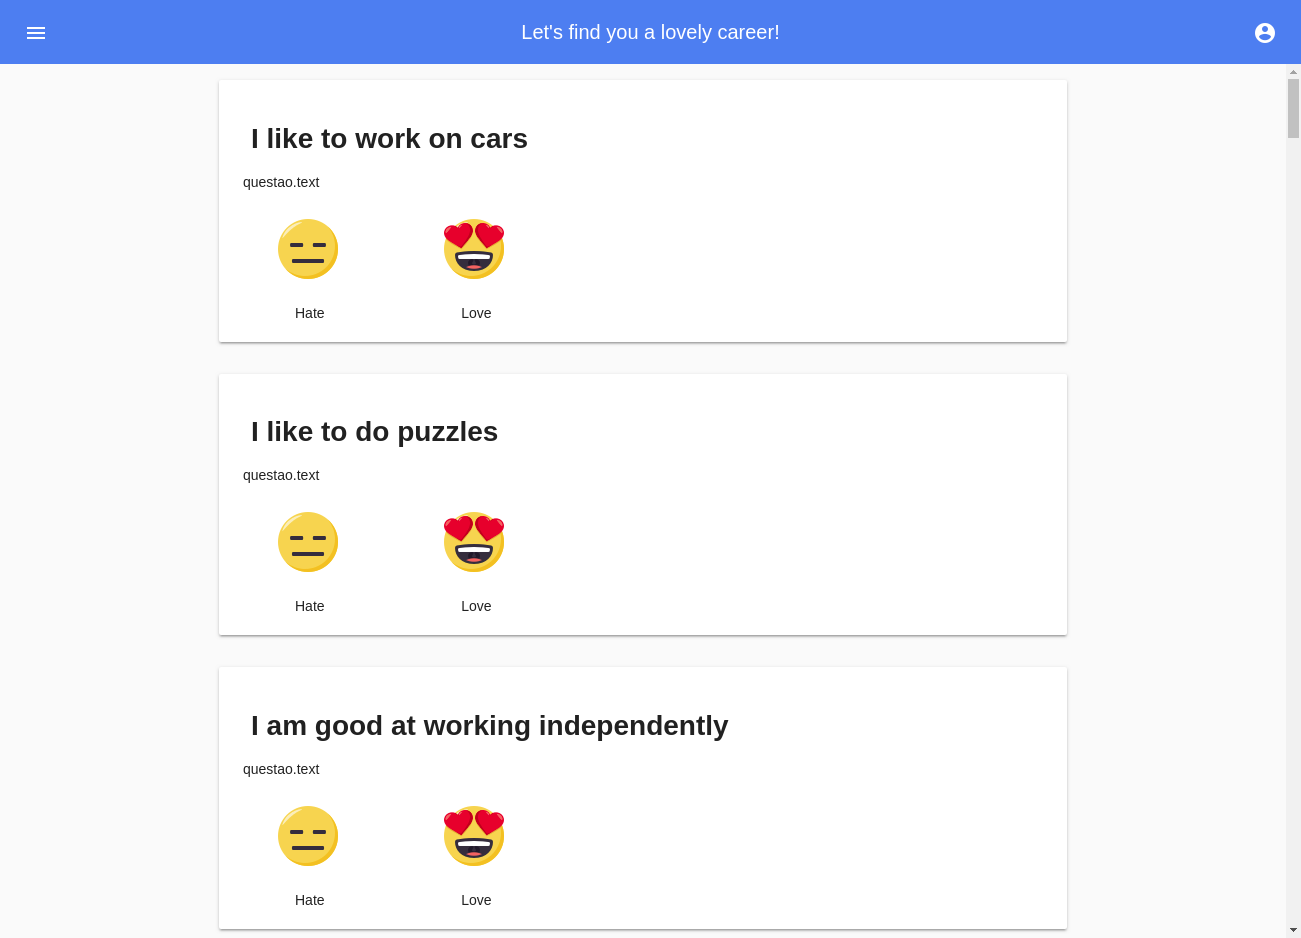 Let's find you a lovely career!
I like to work on cars
questao.text
Hate Love
I like to do puzzles
questao.text
Hate Love
I am good at working independently
questao.text
Hate Love